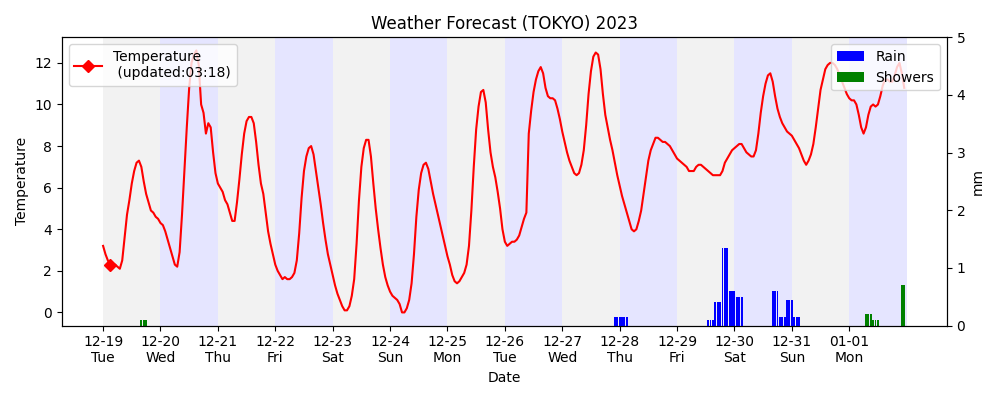 Weather Forecast (TOKYO) 2023
Temperature
(updated:03:18)
Rain
Showers
Temperature
12
10
8
6
4
2
0
5
4
3
2
1
0
mm
12-19 12-20 12-21 12-22 12-23 12-24 12-25 12-26 12-27 12-28 12-29 12-30 12-31 01-01
Tue Wed Thu Fri Sat Sun Mon Tue Wed Thu Fri Sat Sun Mon
Date